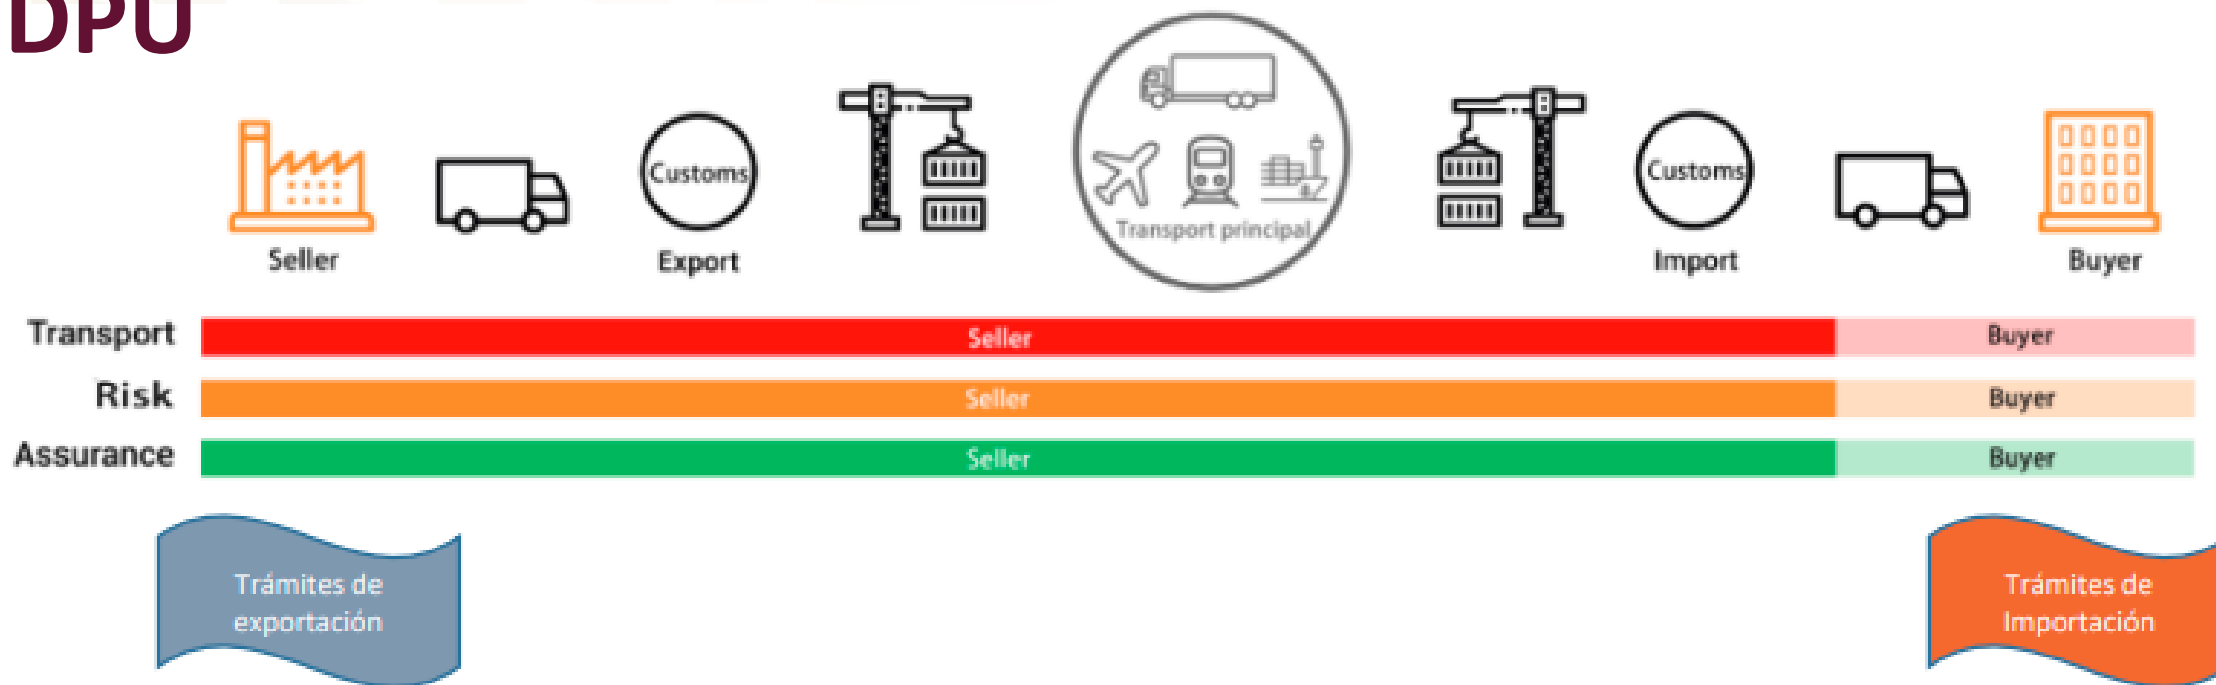 DPU
Customs
Customs
Transport principal
Seller
Export
Import
Buyer
Transport
Seller
Buyer
Risk
Seller
Buyer
Assurance
Seller
Buyer
Trámites de
exportación
Trámites de
Importación